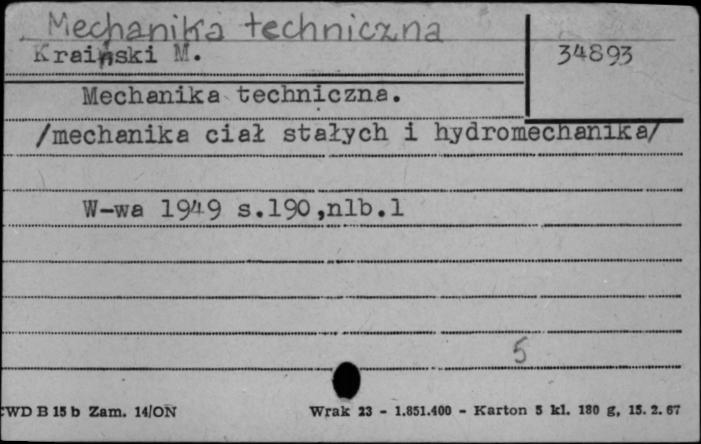 Mechanika techniczna
Kraiński M.
34893
Mechanika techniczna.
/mechanika ciał stałych i hydromechanika/
W-wa 1949 s.190,nlb.1
5
CWD B 15 b Zam. 14/ON
Wrak 23 - 1.851.400 - Karton 5 kl. 180 g, 15. 2. 67